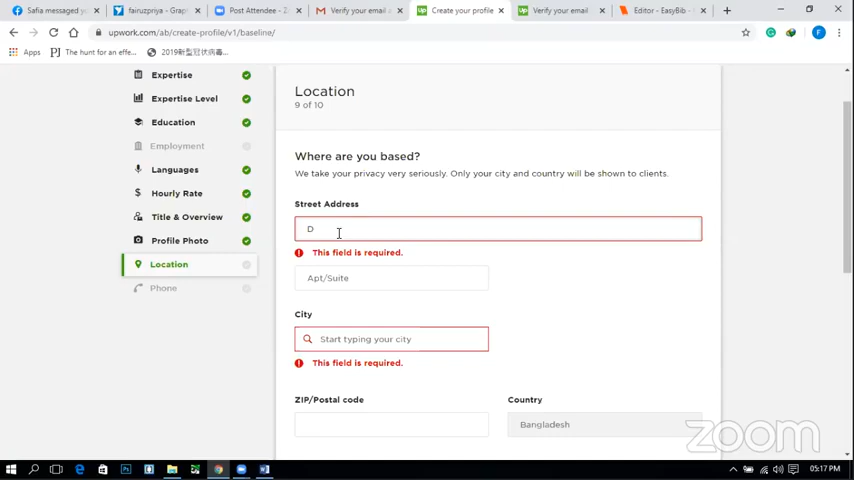 Safia messaged yo
fairuzpriya - Grap
Post Attendee - Zo
Verify your email a
Create your profile
Verify your email
Editor - EasyBib
upwork.com/ab/create-profile/v1/baseline/
F
Apps
The hunt for an effe...
2019新型冠状病毒...
Expertise
Expertise Level
Education
Employment
Languages
Hourly Rate
Title & Overview
Profile Photo
Location
Phone
Location
9 of 10
Where are you based?
We take your privacy very seriously. Only your city and country will be shown to clients.
Street Address
D
This field is required.
Apt/Suite
City
Start typing your city
This field is required.
ZIP/Postal code
Country
Bangladesh
zoom
05:17 PM